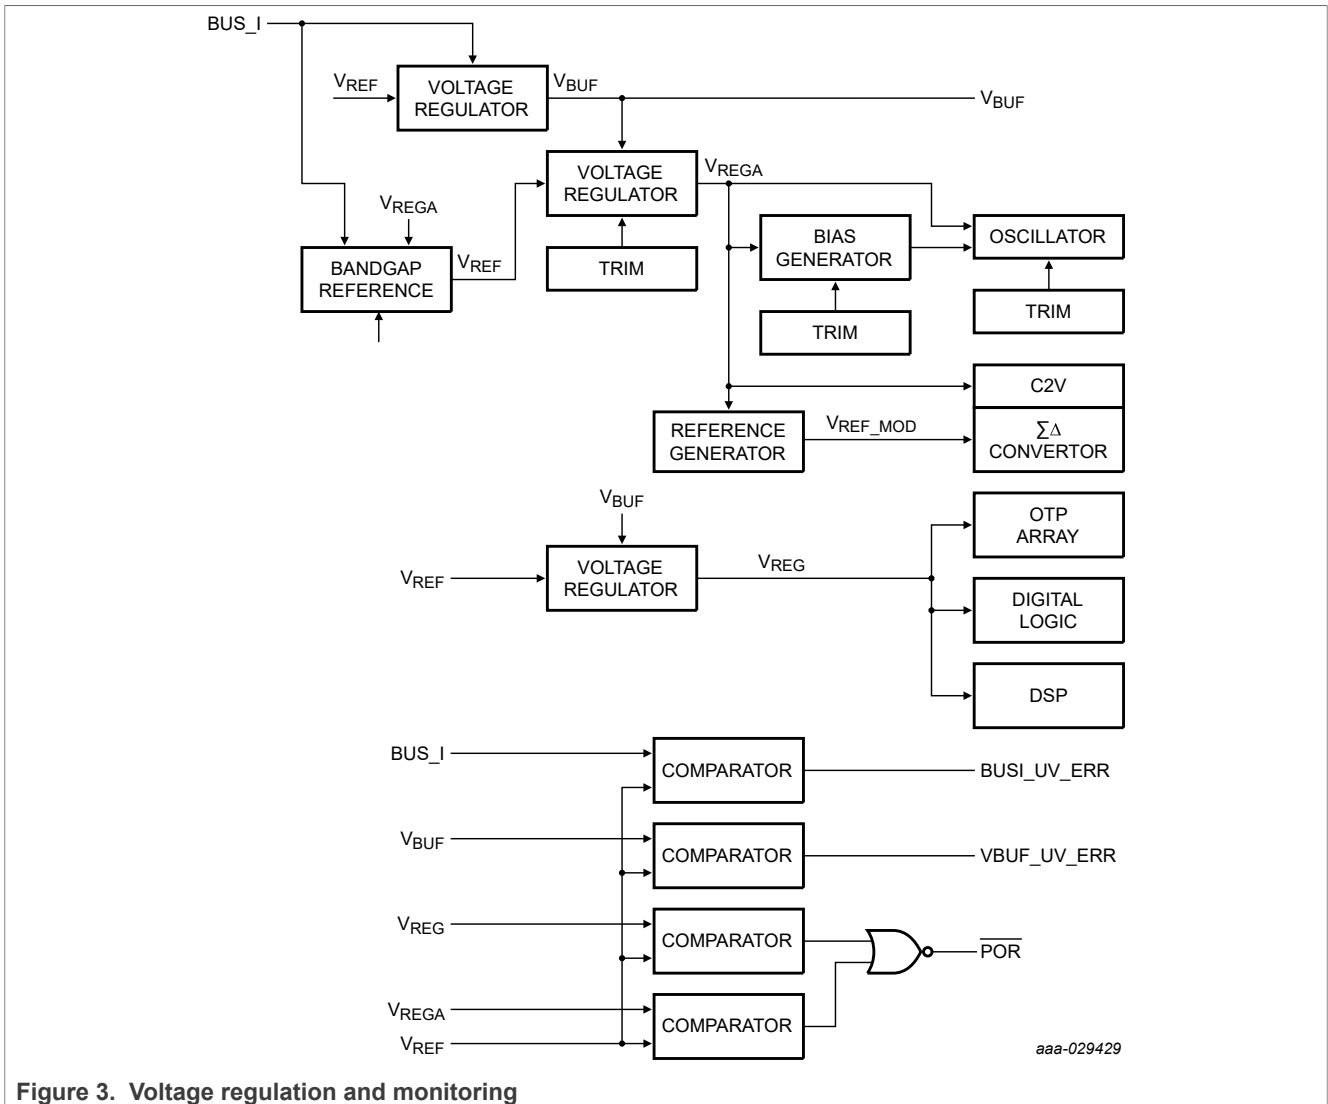 BUS_I
VREF
VOLTAGE
REGULATOR
VBUF
VBUF
VOLTAGE
REGULATOR
VREGA
VREGA
BIAS
GENERATOR
OSCILLATOR
BANDGAP
REFERENCE
VREF
TRIM
TRIM
TRIM
C2V
REFERENCE
GENERATOR
VREF_MOD
∑Δ
CONVERTOR
VBUF
OTP
ARRAY
VREF
VOLTAGE
REGULATOR
VREG
DIGITAL
LOGIC
DSP
BUS_I
COMPARATOR
BUSI_UV_ERR
VBUF
COMPARATOR
VBUF_UV_ERR
VREG
COMPARATOR
POR
VREGA
COMPARATOR
VREF
aaa-029429
Figure 3. Voltage regulation and monitoring